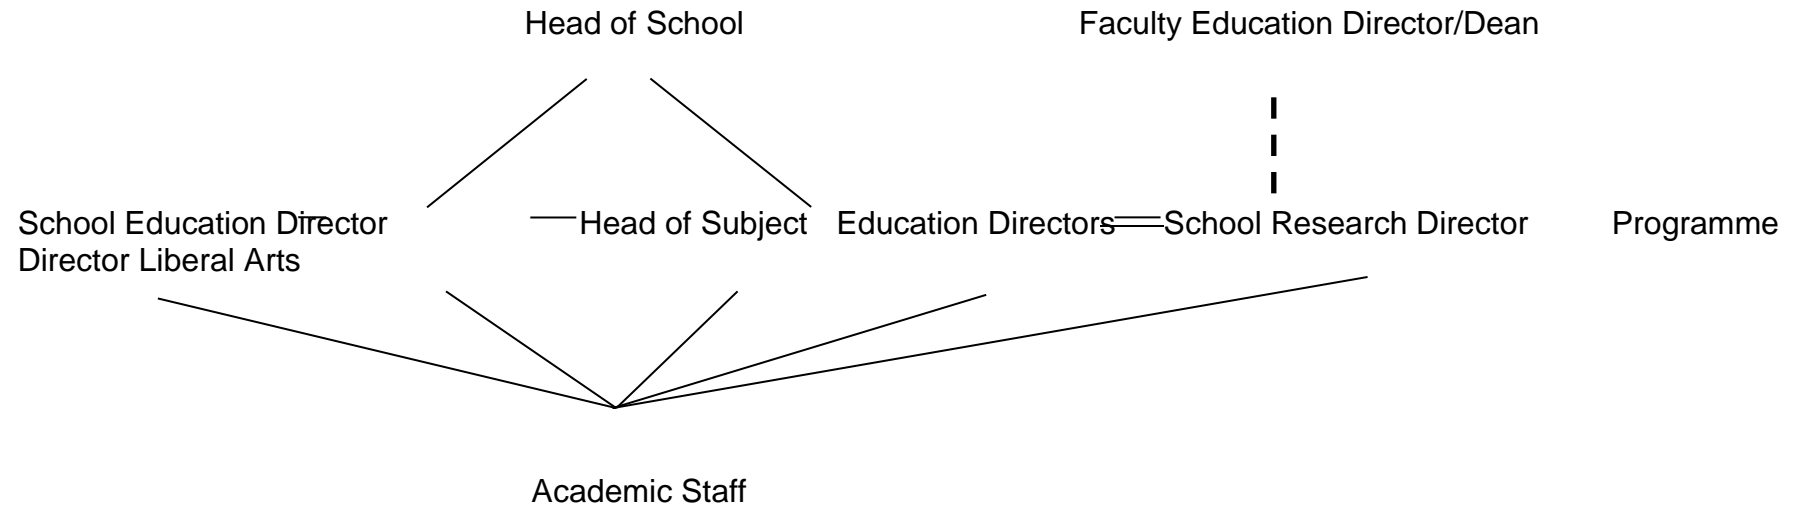 Head of School Faculty Education Director/Dean
School Education Director Head of Subject Education Directors School Research Director Programme
Director Liberal Arts
Academic Staff